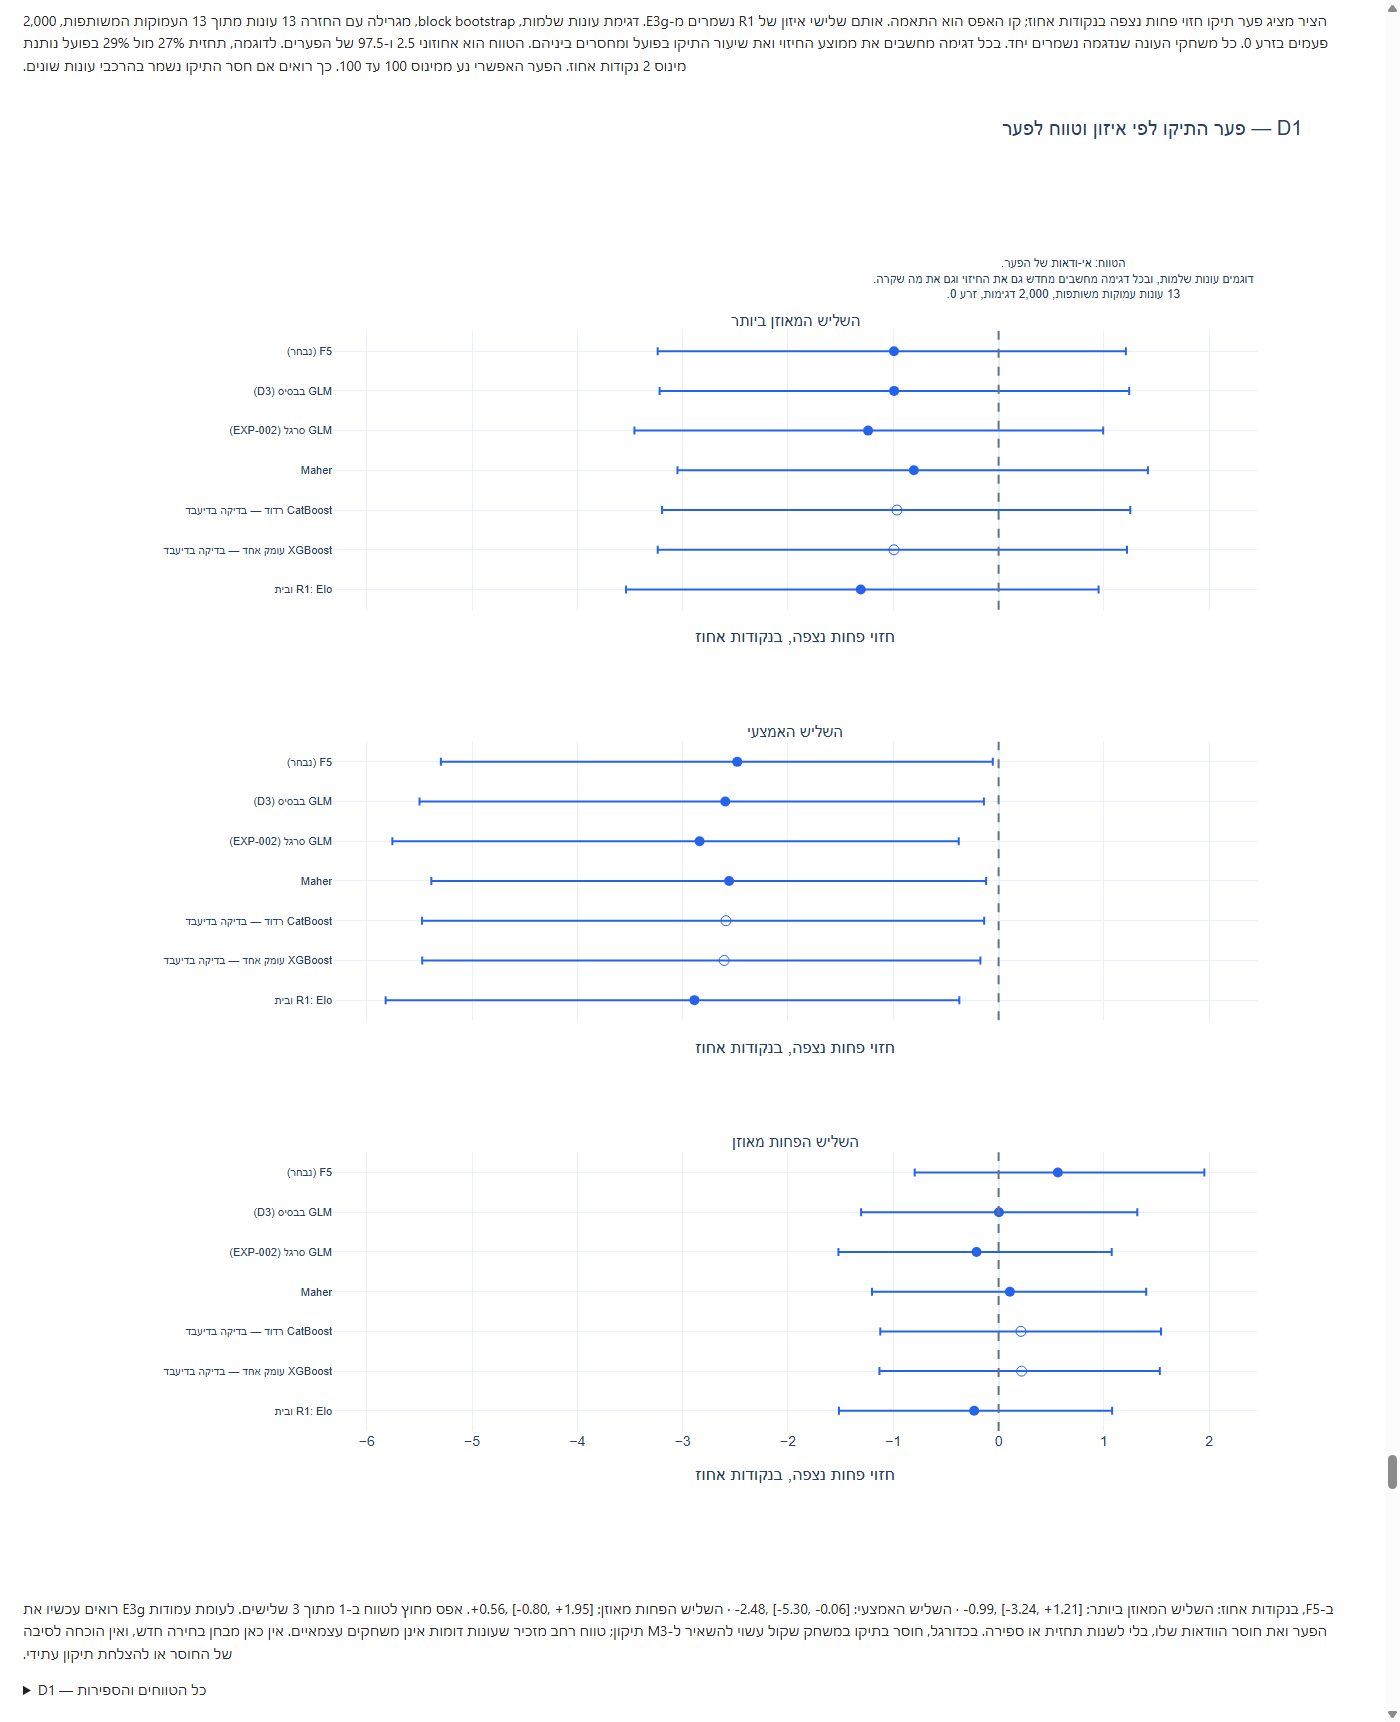 הציר מציג פער תיקו חזוי פחות נצפה בנקודות אחוז; קו האפס הוא התאמה. אותם שלישי איזון של R1 נשמרים מ-E3g. דגימת עונות שלמות, block bootstrap, מגרילה עם החזרה 13 עונות מתוך 13 העמוקות המשותפות, 2,000
פעמים בזרע 0. כל משחקי העונה שנדגמה נשמרים יחד. בכל דגימה מחשבים את ממוצע החיזוי ואת שיעור התיקו בפועל ומחסרים ביניהם. הטווח הוא אחוזוני 2.5 ו-97.5 של הפערים. לדוגמה, תחזית 27% מול 29% בפועל נותנת
מינוס 2 נקודות אחוז. הפער האפשרי נע ממינוס 100 עד 100. כך רואים אם חסר התיקו נשמר בהרכבי עונות שונים.
D1 — פער התיקו לפי איזון וטווח לפער
הטווח: אי-ודאות של הפער.
דוגמים עונות שלמות, ובכל דגימה מחשבים מחדש גם את החיזוי וגם את מה שקרה.
13 עונות עמוקות משותפות, 2,000 דגימות, זרע 0.
השליש המאוזן ביותר
F5 (נבחר)
GLM בבסיס (D3)
GLM סרגל (EXP-002)
Maher
CatBoost רדוד — בדיקה בדיעבד
XGBoost עומק אחד — בדיקה בדיעבד
R1: Elo ובית
חזוי פחות נצפה, בנקודות אחוז
השליש האמצעי
F5 (נבחר)
GLM בבסיס (D3)
GLM סרגל (EXP-002)
Maher
CatBoost רדוד — בדיקה בדיעבד
XGBoost עומק אחד — בדיקה בדיעבד
R1: Elo ובית
חזוי פחות נצפה, בנקודות אחוז
השליש הפחות מאוזן
F5 (נבחר)
GLM בבסיס (D3)
GLM סרגל (EXP-002)
Maher
CatBoost רדוד — בדיקה בדיעבד
XGBoost עומק אחד — בדיקה בדיעבד
R1: Elo ובית
−6 −5 −4 −3 −2 −1 0 1 2
חזוי פחות נצפה, בנקודות אחוז
ב-F5, בנקודות אחוז: השליש המאוזן ביותר: -0.99, [-3.24, +1.21] · השליש האמצעי: -2.48, [-5.30, -0.06] · השליש הפחות מאוזן: +0.56, [-0.80, +1.95]. אפס מחוץ לטווח ב-1 מתוך 3 שלישים. לעומת עמודות E3g רואים עכשיו את
הפער ואת חוסר הוודאות שלו, בלי לשנות תחזית או ספירה. בכדורגל, חוסר בתיקו במשחק שקול עשוי להשאיר ל-M3 תיקון; טווח רחב מזכיר שעונות דומות אינן משחקים עצמאיים. אין כאן מבחן בחירה חדש, ואין הוכחה לסיבה
של החוסר או להצלחת תיקון עתידי.
D1 — כל הטווחים והספירות